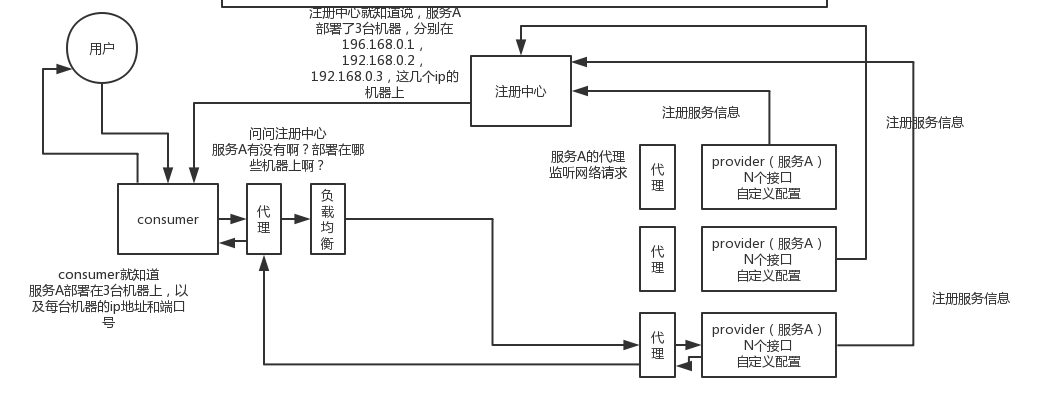 注册中心就知道说，服务A
部署了3台机器，分别在
196.168.0.1，
192.168.0.2，
192.168.0.3，这几个ip的
机器上
用户
注册中心
注册服务信息
注册服务信息
问问注册中心
服务A有没有啊？部署在哪
些机器上啊？
服务A的代理
监听网络请求
代
理
provider（服务A）
N个接口
自定义配置
consumer
代
理
负
载
均
衡
代
理
provider（服务A）
N个接口
自定义配置
consumer就知道
服务A部署在3台机器上，以
及每台机器的ip地址和端口
号
注册服务信息
代
理
provider（服务A）
N个接口
自定义配置